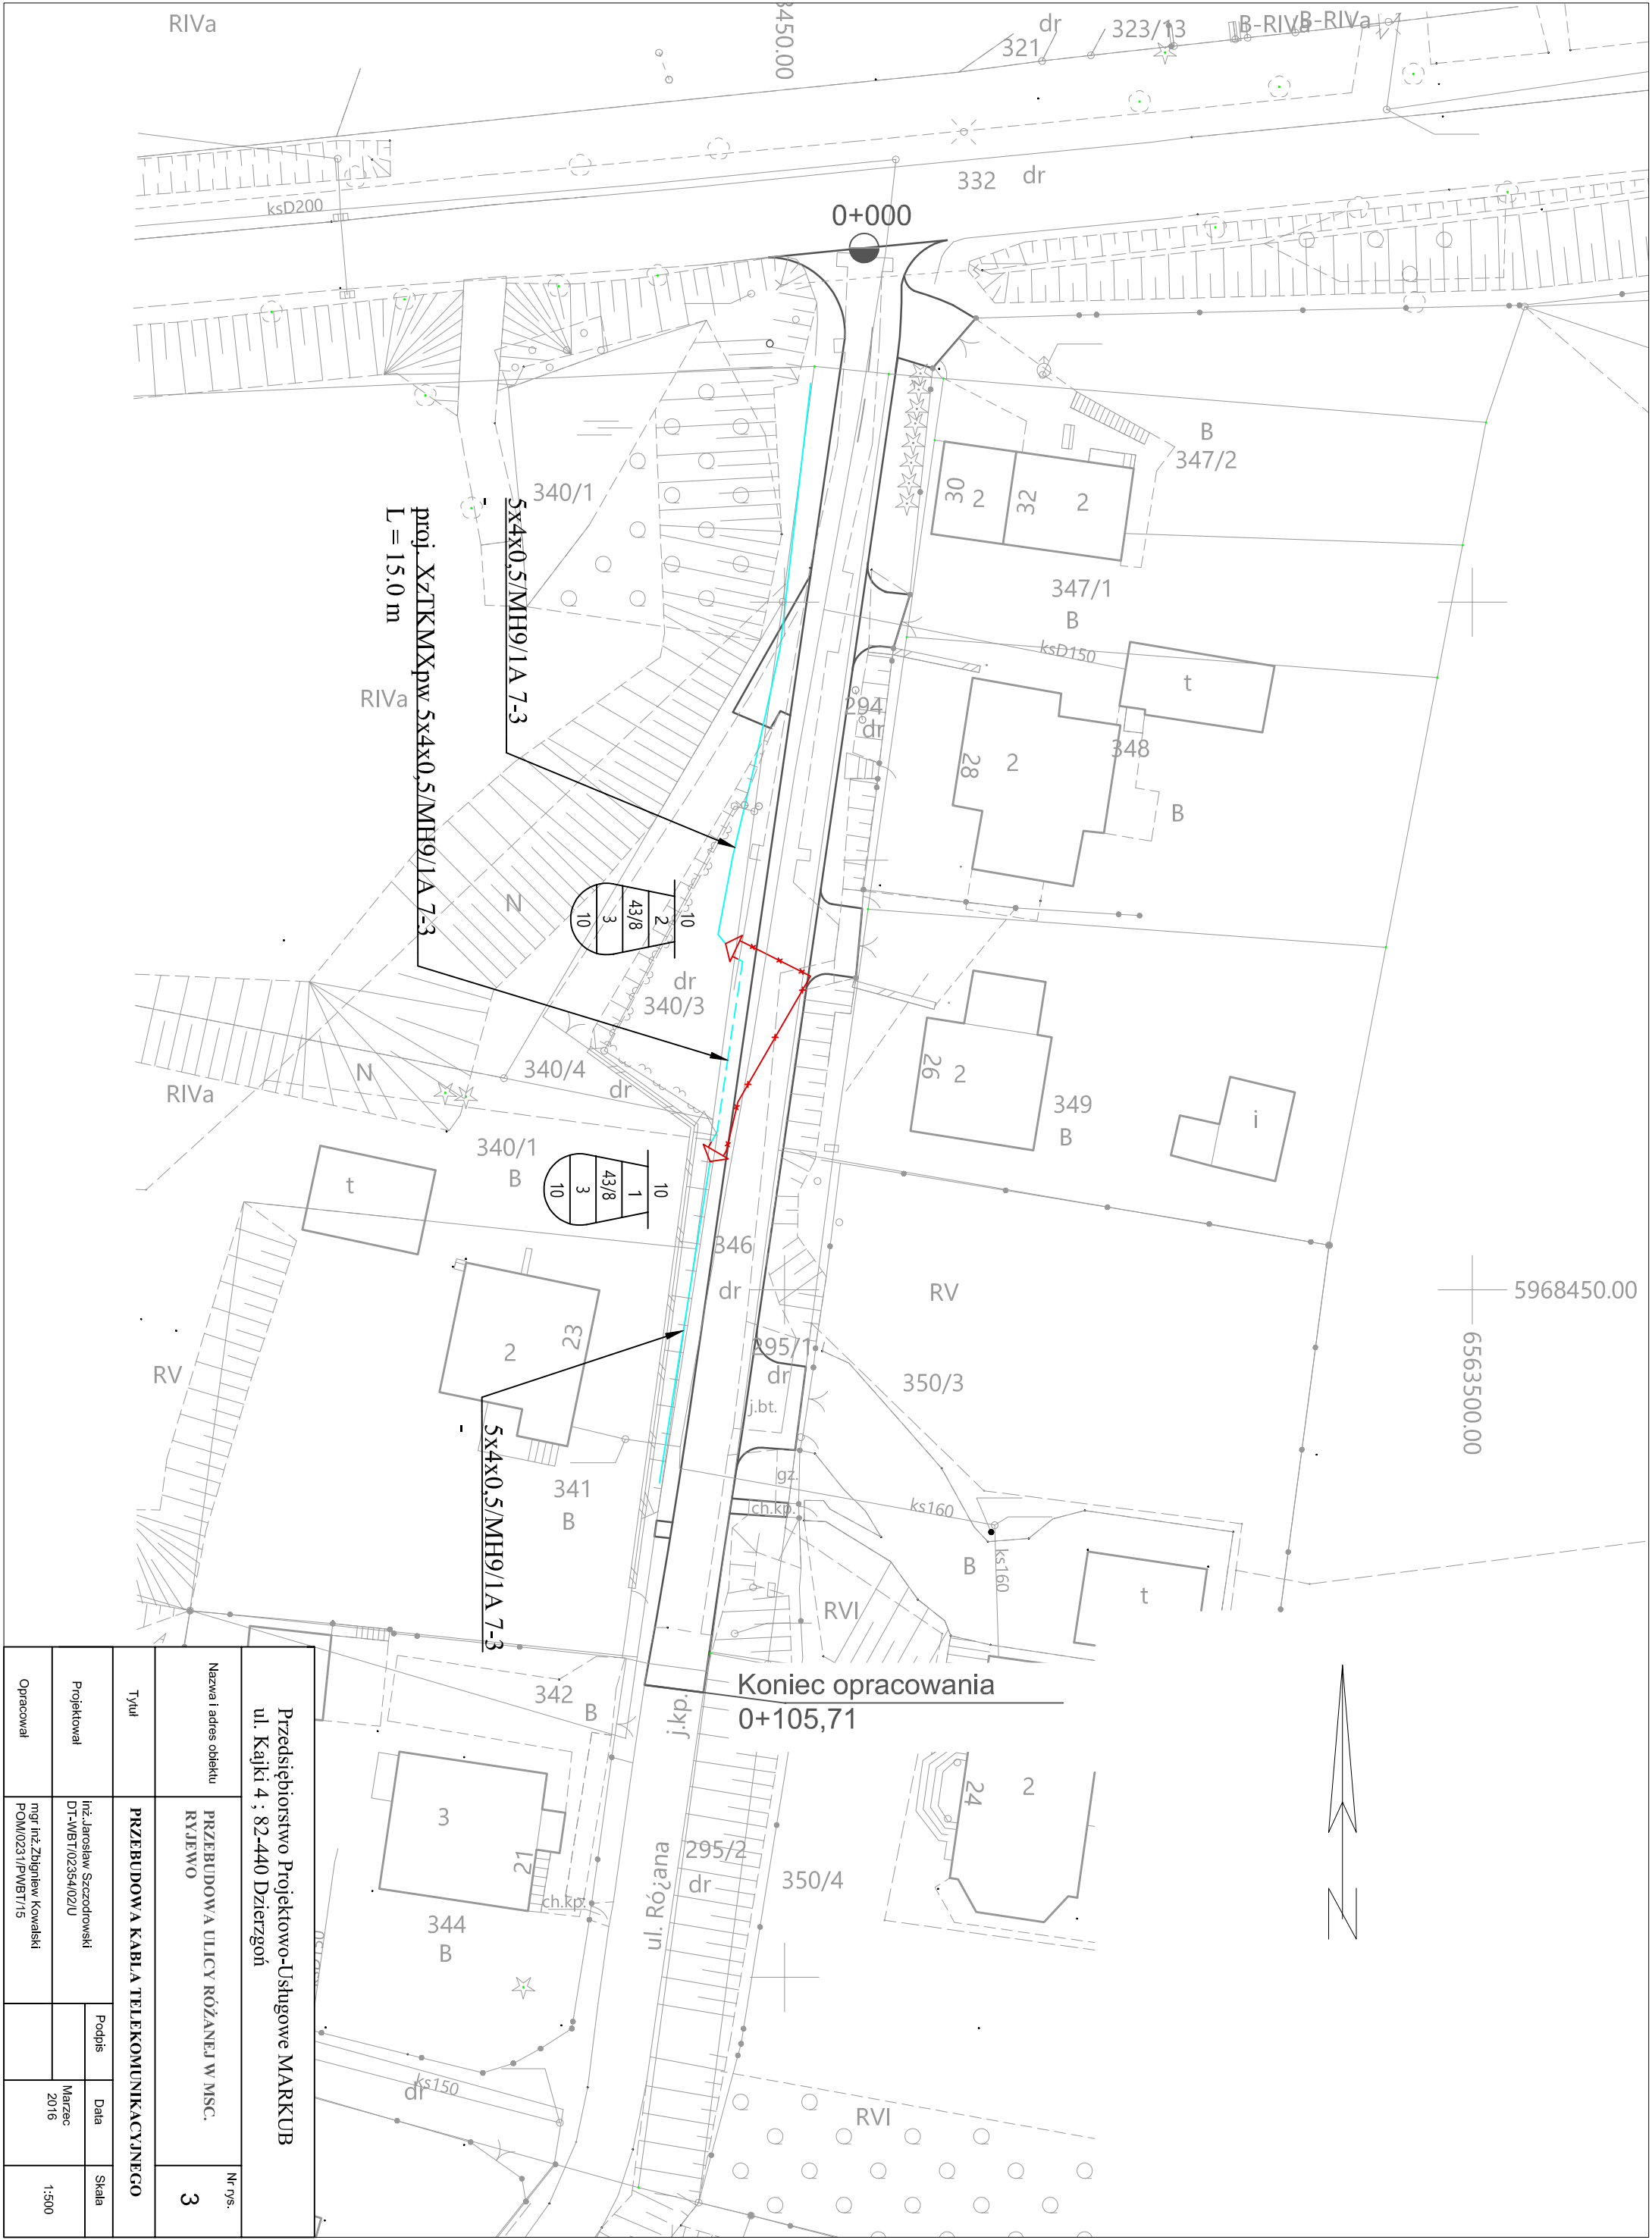 RIVa
3450.00
dr
321
323/13
B-RIVa
B-RIVa
332
dr
ksD200
0+000
B
347/2
30
2
32
2
340/1
347/1
B
ksD150
t
RIVa
294
dr
28
2
348
B
5x4x0,5/MH9/1A 7-3
-
proj. XzTKMXpw 5x4x0,5/MH9/1A 7-3
L = 15.0 m
N
10
2
43/8
3
10
dr
340/3
340/4
dr
N
RIVa
26
2
349
B
i
340/1
B
t
10
1
43/8
3
10
346
dr
RV
5968450.00
6563500.00
RV
2
23
295/1
dr
j.bt.
350/3
5x4x0,5/MH9/1A 7-3
-
341
B
gz.
ch.kp.
ks160
ks160
B
t
RVI
Koniec opracowania
0+105,71
342
B
j.kp.
3
21
ch.kp.
344
B
ul. Ró?ana
295/2
dr
350/4
24
2
N
dr
ks150
RVI
Przedsiębiorstwo Projektowo-Usługowe MARKUB
ul. Kajki 4 ; 82-440 Dzierzgoń
Nazwa i adres obiektu
PRZEBUDOWA ULICY RÓŻANEJ W MSC.
RYJEWO
Nr rys.
3
Tytuł
PRZEBUDOWA KABLA TELEKOMUNIKACYJNEGO
Podpis
Data
Skala
Projektował
inż.Jarosław Szczodrowski
DT-WBT/02354/02/U
Marzec
2016
1:500
Opracował
mgr inż.Zbigniew Kowalski
POM/0231/PWBT/15